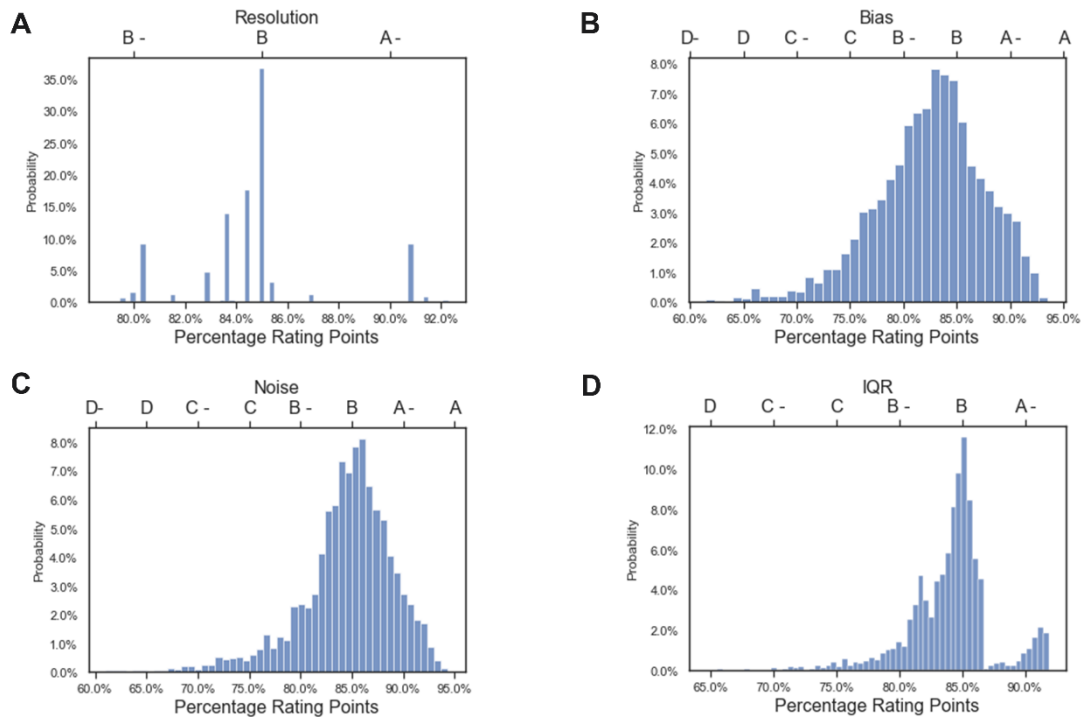 A
Resolution
B - B A -
35.0%
30.0%
25.0%
20.0%
15.0%
10.0%
5.0%
0.0%
Probability
80.0% 82.0% 84.0% 86.0% 88.0% 90.0% 92.0%
Percentage Rating Points
B
Bias
D- D C - C B - B A - A
8.0%
7.0%
6.0%
5.0%
4.0%
3.0%
2.0%
1.0%
0.0%
Probability
60.0% 65.0% 70.0% 75.0% 80.0% 85.0% 90.0% 95.0%
Percentage Rating Points
C
Noise
D- D C - C B - B A - A
8.0%
7.0%
6.0%
5.0%
4.0%
3.0%
2.0%
1.0%
0.0%
Probability
60.0% 65.0% 70.0% 75.0% 80.0% 85.0% 90.0% 95.0%
Percentage Rating Points
D
IQR
D C - C B - B A -
12.0%
10.0%
8.0%
6.0%
4.0%
2.0%
0.0%
Probability
65.0% 70.0% 75.0% 80.0% 85.0% 90.0%
Percentage Rating Points